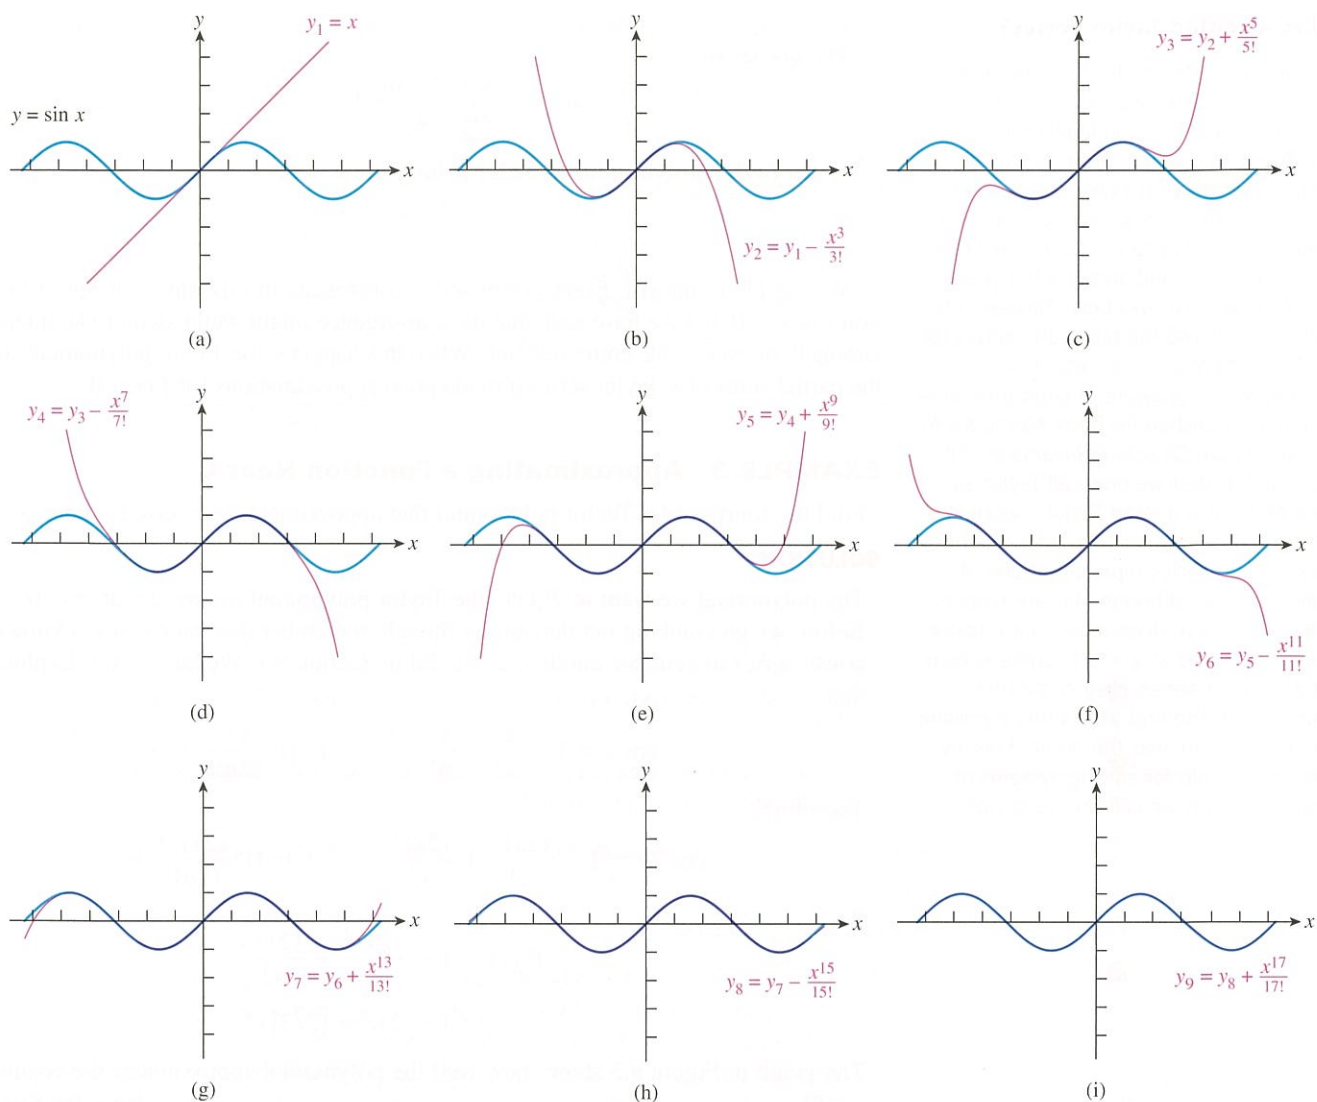 y
y₁ = x
y = sin x
x
(a)
y
x
y₂ = y₁ − x³/3!
(b)
y
y₃ = y₂ + x⁵/5!
x
(c)
y
y₄ = y₃ − x⁷/7!
x
(d)
y
y₅ = y₄ + x⁹/9!
x
(e)
y
x
y₆ = y₅ − x¹¹/11!
(f)
y
x
y₇ = y₆ + x¹³/13!
(g)
y
x
y₈ = y₇ − x¹⁵/15!
(h)
y
x
y₉ = y₈ + x¹⁷/17!
(i)